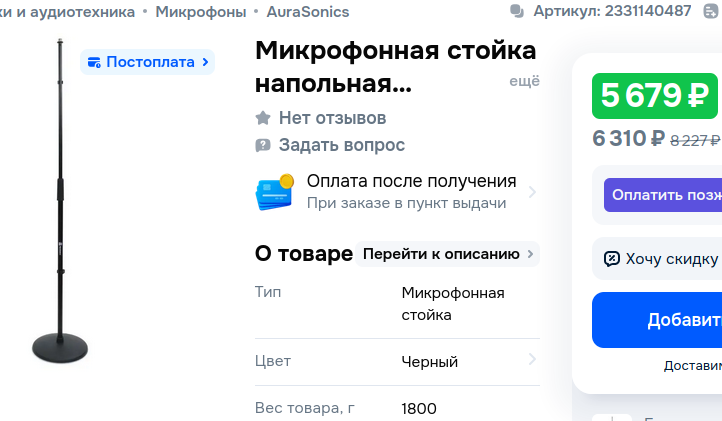 ки и аудиотехника • Микрофоны • AuraSonics
Артикул: 2331140487
Постоплата
Микрофонная стойка
напольная...
ещё
Нет отзывов
Задать вопрос
Оплата после получения
При заказе в пункт выдачи
О товаре
Перейти к описанию
Тип
Микрофонная
стойка
Цвет
Черный
Вес товара, г
1800
5 679 ₽
6 310 ₽ 8 227 ₽
Оплатить позж
Хочу скидку
Добавить
Доставим